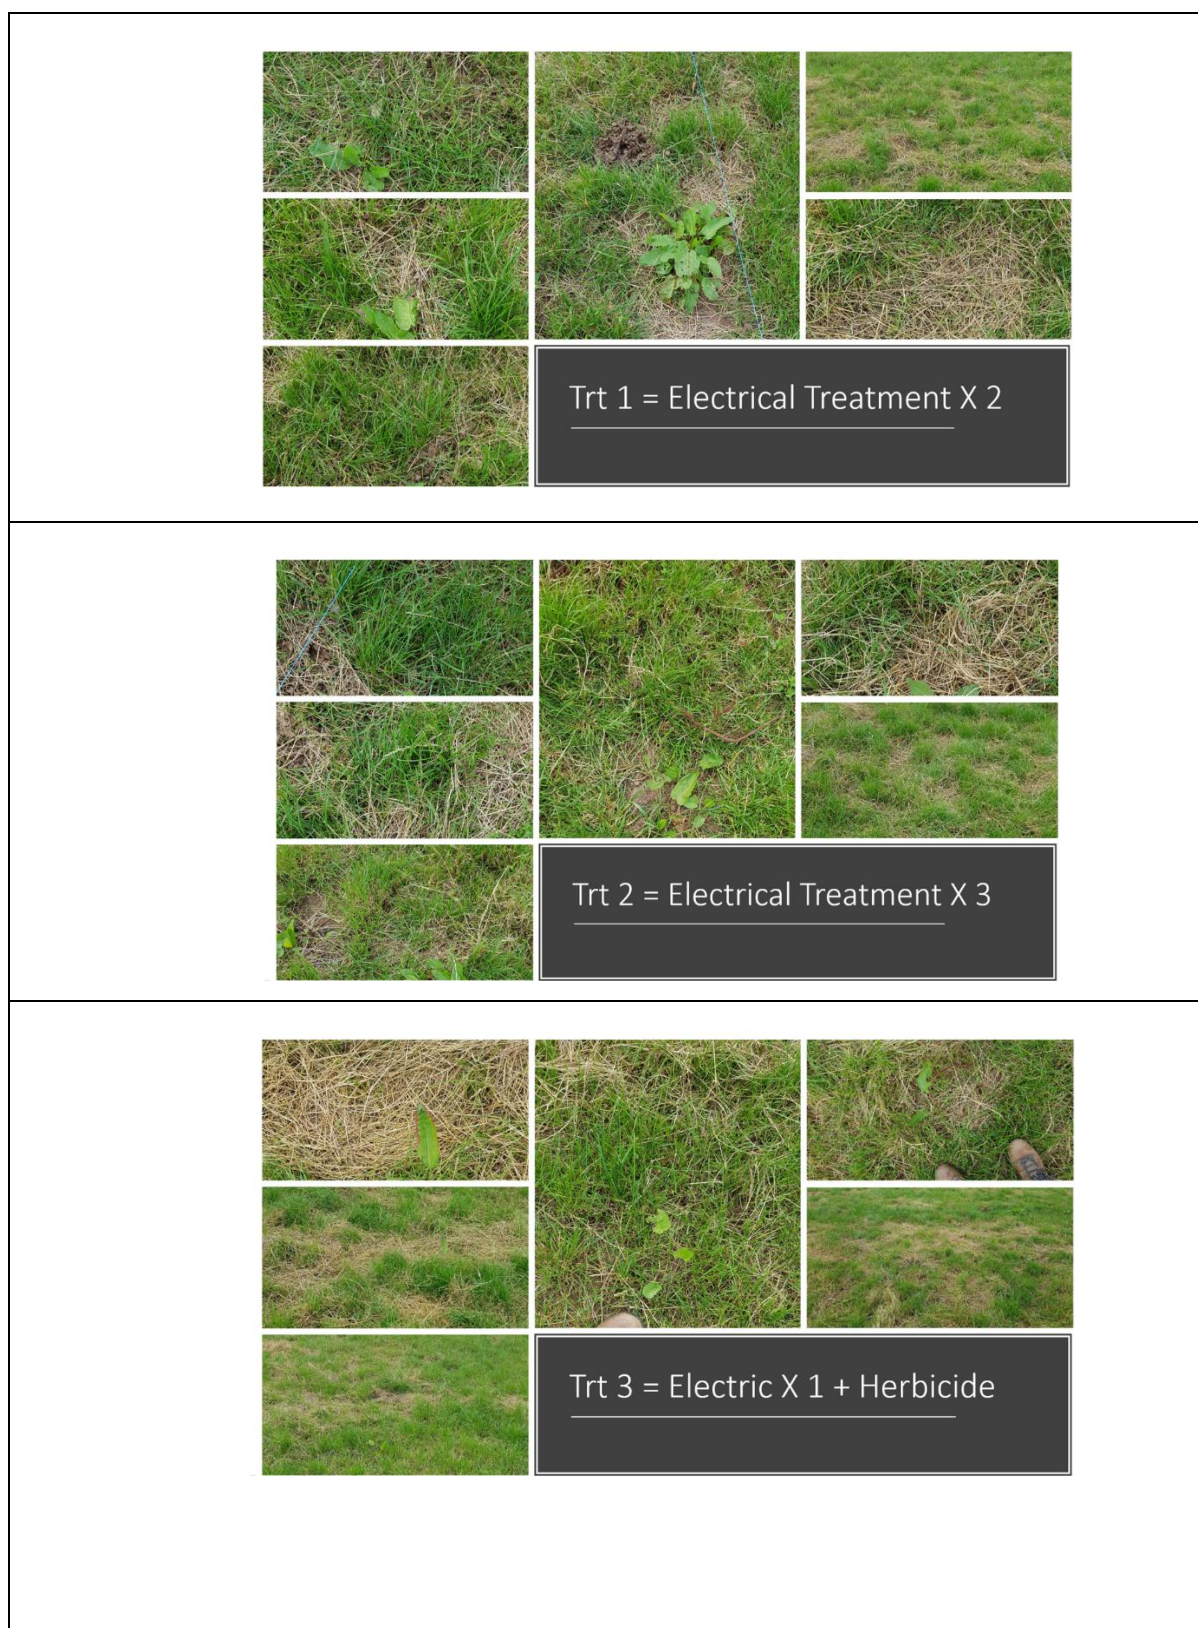 Trt 1 = Electrical Treatment X 2
Trt 2 = Electrical Treatment X 3
Trt 3 = Electric X 1 + Herbicide